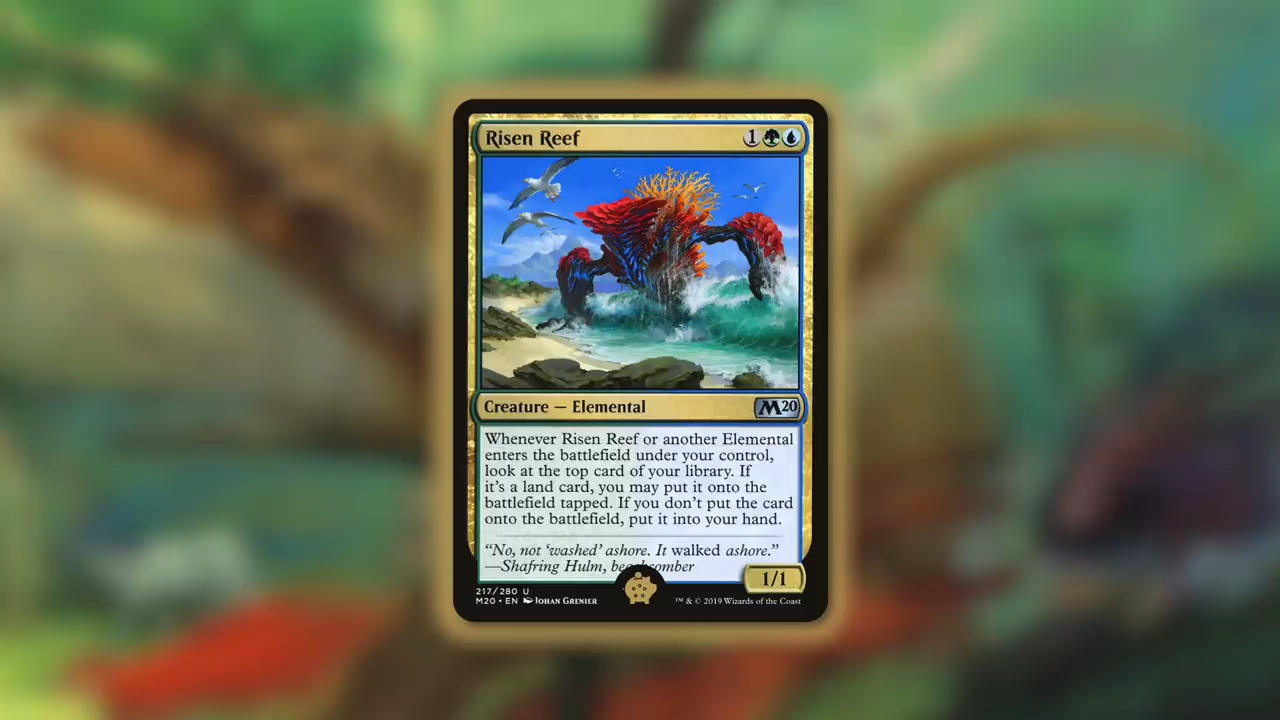 Risen Reef 1
Creature — Elemental M20
Whenever Risen Reef or another Elemental
enters the battlefield under your control,
look at the top card of your library. If
it's a land card, you may put it onto the
battlefield tapped. If you don't put the card
onto the battlefield, put it into your hand.
“No, not ‘washed’ ashore. It walked ashore.”
—Shafring Hulm, beachcomber
1/1
217/280 U
M20 • EN Johan Grenier ™ & © 2019 Wizards of the Coast